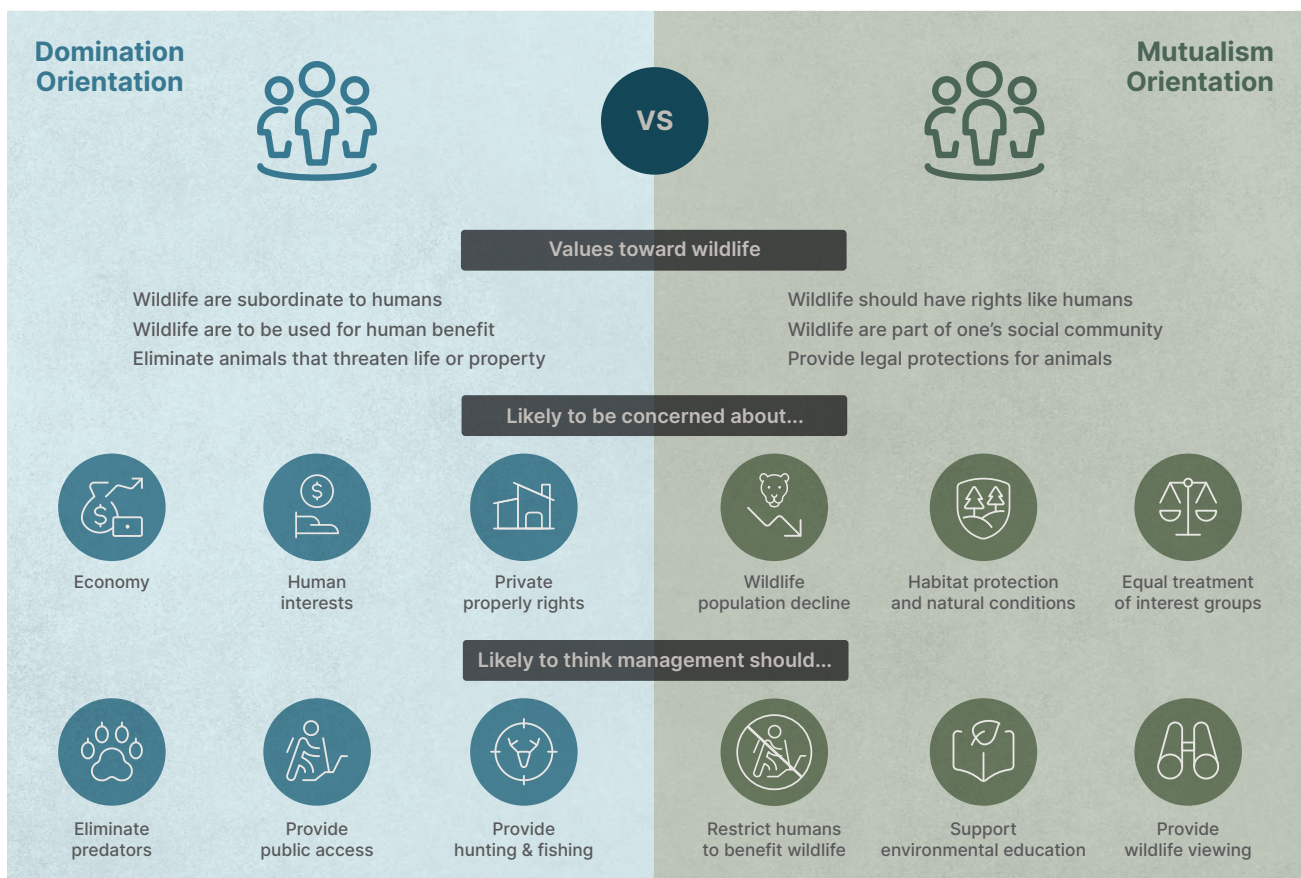 Domination
Orientation
VS
Mutualism
Orientation
Values toward wildlife
Wildlife are subordinate to humans
Wildlife are to be used for human benefit
Eliminate animals that threaten life or property
Wildlife should have rights like humans
Wildlife are part of one’s social community
Provide legal protections for animals
Likely to be concerned about...
Economy
Human
interests
Private
properly rights
Wildlife
population decline
Habitat protection
and natural conditions
Equal treatment
of interest groups
Likely to think management should...
Eliminate
predators
Provide
public access
Provide
hunting & fishing
Restrict humans
to benefit wildlife
Support
environmental education
Provide
wildlife viewing